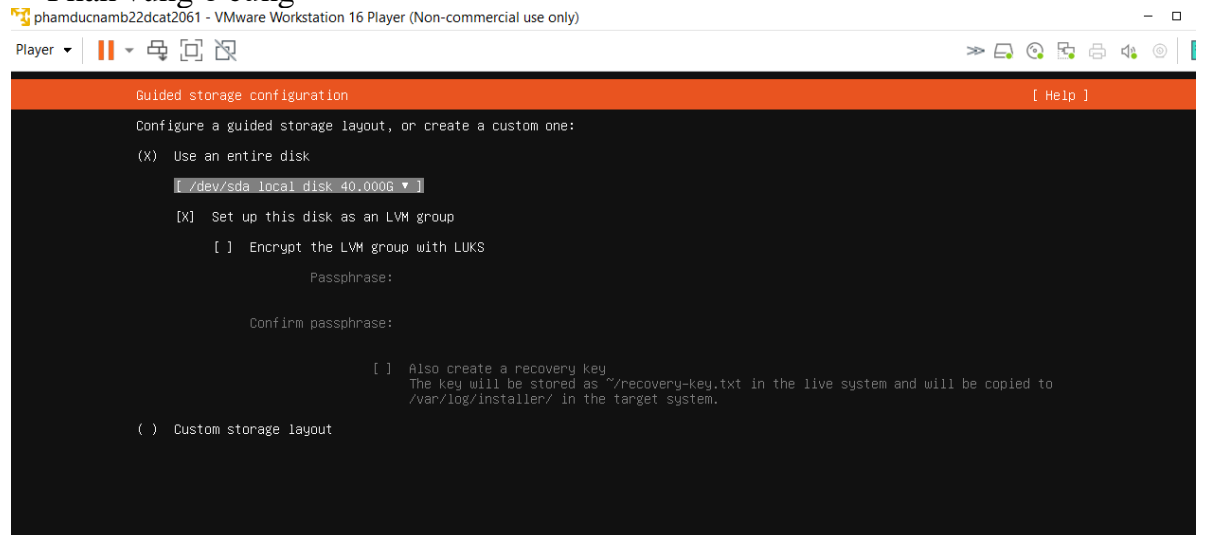 phamducnamb22dcat2061 - VMware Workstation 16 Player (Non-commercial use only)
Player
Guided storage configuration [ Help ]
Configure a guided storage layout, or create a custom one:
(X) Use an entire disk
[ /dev/sda local disk 40.000G ▾ ]
[X] Set up this disk as an LVM group
[ ] Encrypt the LVM group with LUKS
Passphrase:
Confirm passphrase:
[ ] Also create a recovery key
The key will be stored as ~/recovery-key.txt in the live system and will be copied to
/var/log/installer/ in the target system.
( ) Custom storage layout